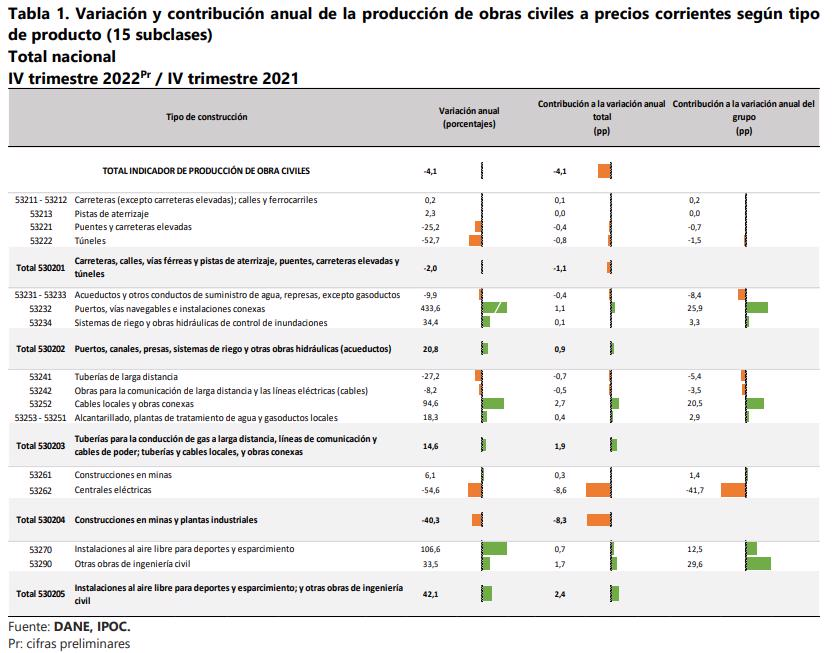 Tabla 1. Variación y contribución anual de la producción de obras civiles a precios corrientes según tipo
de producto (15 subclases)
Total nacional
IV trimestre 2022Pr / IV trimestre 2021
Tipo de construcción
Variación anual
(porcentajes)
Contribución a la variación anual
total
(pp)
Contribución a la variación anual del
grupo
(pp)
TOTAL INDICADOR DE PRODUCCIÓN DE OBRA CIVILES -4,1 -4,1
53211 - 53212 Carreteras (excepto carreteras elevadas); calles y ferrocarriles 0,2 0,1 0,2
53213 Pistas de aterrizaje 2,3 0,0 0,0
53221 Puentes y carreteras elevadas -25,2 -0,4 -0,7
53222 Túneles -52,7 -0,8 -1,5
Total 530201 Carreteras, calles, vías férreas y pistas de aterrizaje, puentes, carreteras elevadas y
túneles -2,0 -1,1
53231 - 53233 Acueductos y otros conductos de suministro de agua, represas, excepto gasoductos -9,9 -0,4 -8,4
53232 Puertos, vías navegables e instalaciones conexas 433,6 1,1 25,9
53234 Sistemas de riego y obras hidráulicas de control de inundaciones 34,4 0,1 3,3
Total 530202 Puertos, canales, presas, sistemas de riego y otras obras hidráulicas (acueductos) 20,8 0,9
53241 Tuberías de larga distancia -27,2 -0,7 -5,4
53242 Obras para la comunicación de larga distancia y las líneas eléctricas (cables) -8,2 -0,5 -3,5
53252 Cables locales y obras conexas 94,6 2,7 20,5
53253 - 53251 Alcantarillado, plantas de tratamiento de agua y gasoductos locales 18,3 0,4 2,9
Total 530203 Tuberías para la conducción de gas a larga distancia, líneas de comunicación y
cables de poder; tuberías y cables locales, y obras conexas 14,6 1,9
53261 Construcciones en minas 6,1 0,3 1,4
53262 Centrales eléctricas -54,6 -8,6 -41,7
Total 530204 Construcciones en minas y plantas industriales -40,3 -8,3
53270 Instalaciones al aire libre para deportes y esparcimiento 106,6 0,7 12,5
53290 Otras obras de ingeniería civil 33,5 1,7 29,6
Total 530205 Instalaciones al aire libre para deportes y esparcimiento; y otras obras de ingeniería
civil 42,1 2,4
Fuente: DANE, IPOC.
Pr: cifras preliminares